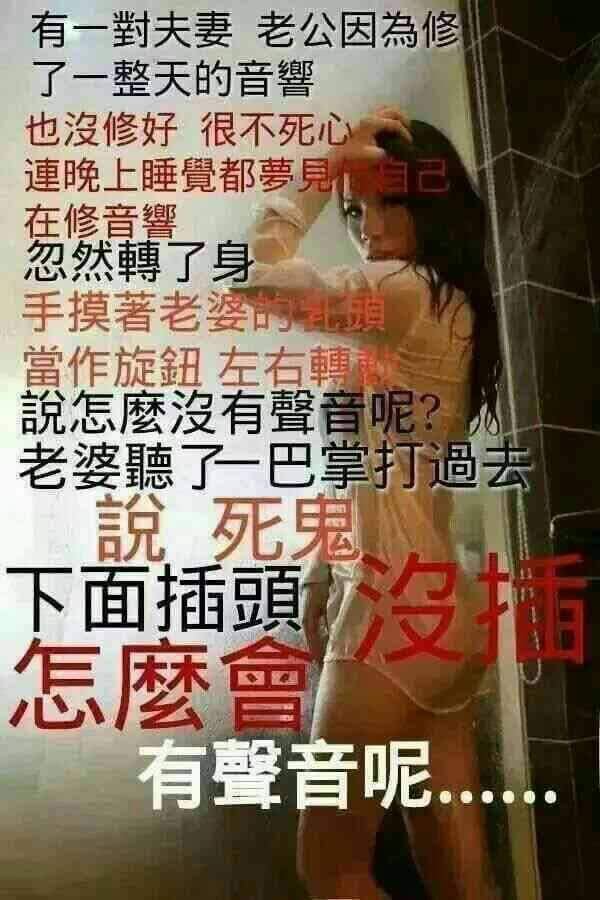 有一對夫妻 老公因為修
了一整天的音響
也沒修好 很不死心
連晚上睡覺都夢見他自己
在修音響
忽然轉了身
手摸著老婆的乳頭
當作旋鈕 左右轉動
說怎麼沒有聲音呢?
老婆聽了一巴掌打過去
說 死鬼
下面插頭 沒插
怎麼會
有聲音呢......